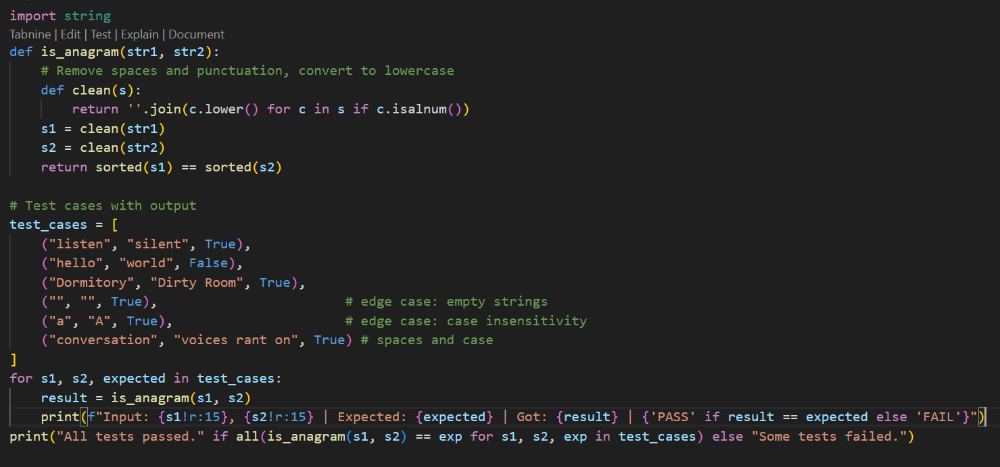 import string
Tabnine | Edit | Test | Explain | Document
def is_anagram(str1, str2):
    # Remove spaces and punctuation, convert to lowercase
    def clean(s):
        return ''.join(c.lower() for c in s if c.isalnum())
    s1 = clean(str1)
    s2 = clean(str2)
    return sorted(s1) == sorted(s2)

# Test cases with output
test_cases = [
    ("listen", "silent", True),
    ("hello", "world", False),
    ("Dormitory", "Dirty Room", True),
    ("", "", True),                        # edge case: empty strings
    ("a", "A", True),                      # edge case: case insensitivity
    ("conversation", "voices rant on", True) # spaces and case
]
for s1, s2, expected in test_cases:
    result = is_anagram(s1, s2)
    print(f"Input: {s1!r:15}, {s2!r:15} | Expected: {expected} | Got: {result} | {'PASS' if result == expected else 'FAIL'}")
print("All tests passed." if all(is_anagram(s1, s2) == exp for s1, s2, exp in test_cases) else "Some tests failed.")